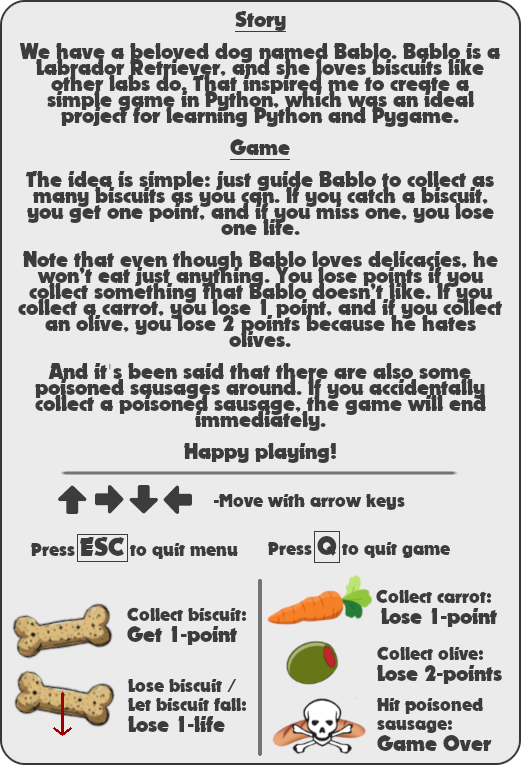 Story
We have a beloved dog named Bablo. Bablo is a
Labrador Retriever, and she loves biscuits like
other labs do. That inspired me to create a
simple game in Python, which was an ideal
project for learning Python and Pygame.
Game
The idea is simple: just guide Bablo to collect as
many biscuits as you can. If you catch a biscuit,
you get one point, and if you miss one, you lose
one life.
Note that even though Bablo loves delicacies, he
won't eat just anything. You lose points if you
collect something that Bablo doesn't like. If you
collect a carrot, you lose 1 point, and if you collect
an olive, you lose 2 points because he hates
olives.
And it's been said that there are also some
poisoned sausages around. If you accidentally
collect a poisoned sausage, the game will end
immediately.
Happy playing!
-Move with arrow keys
Press ESC to quit menu
Press Q to quit game
Collect biscuit:
Get 1-point
Lose biscuit /
Let biscuit fall:
Lose 1-life
Collect carrot:
Lose 1-point
Collect olive:
Lose 2-points
Hit poisoned
sausage:
Game Over